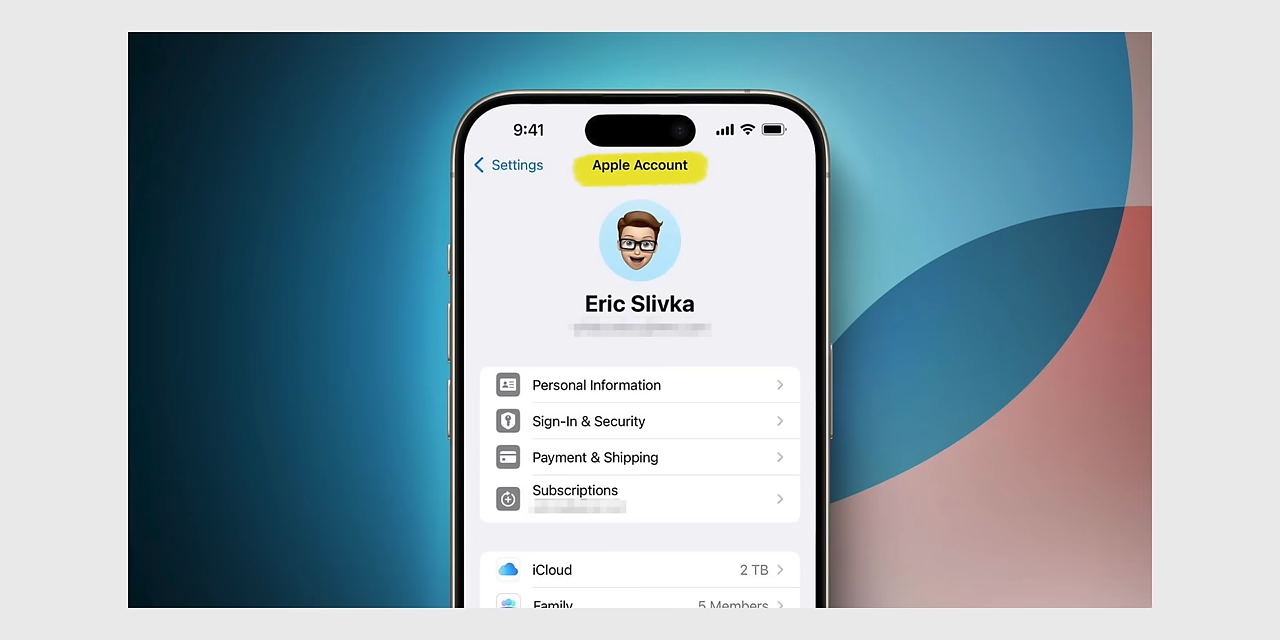 9:41
Settings
Apple Account
Eric Slivka
Personal Information
Sign-In & Security
Payment & Shipping
Subscriptions
iCloud 2 TB
Family 5 Members